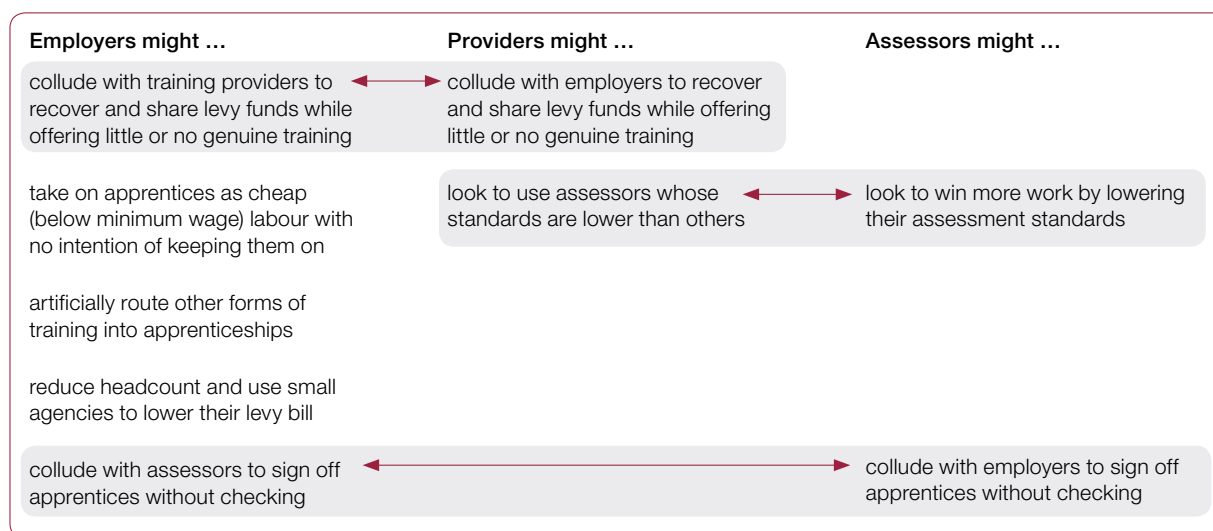 Employers might …
Providers might …
Assessors might …
collude with training providers to
recover and share levy funds while
offering little or no genuine training
collude with employers to recover
and share levy funds while offering
little or no genuine training
take on apprentices as cheap
(below minimum wage) labour with
no intention of keeping them on
look to use assessors whose
standards are lower than others
look to win more work by lowering
their assessment standards
artificially route other forms of
training into apprenticeships
reduce headcount and use small
agencies to lower their levy bill
collude with assessors to sign off
apprentices without checking
collude with employers to sign off
apprentices without checking